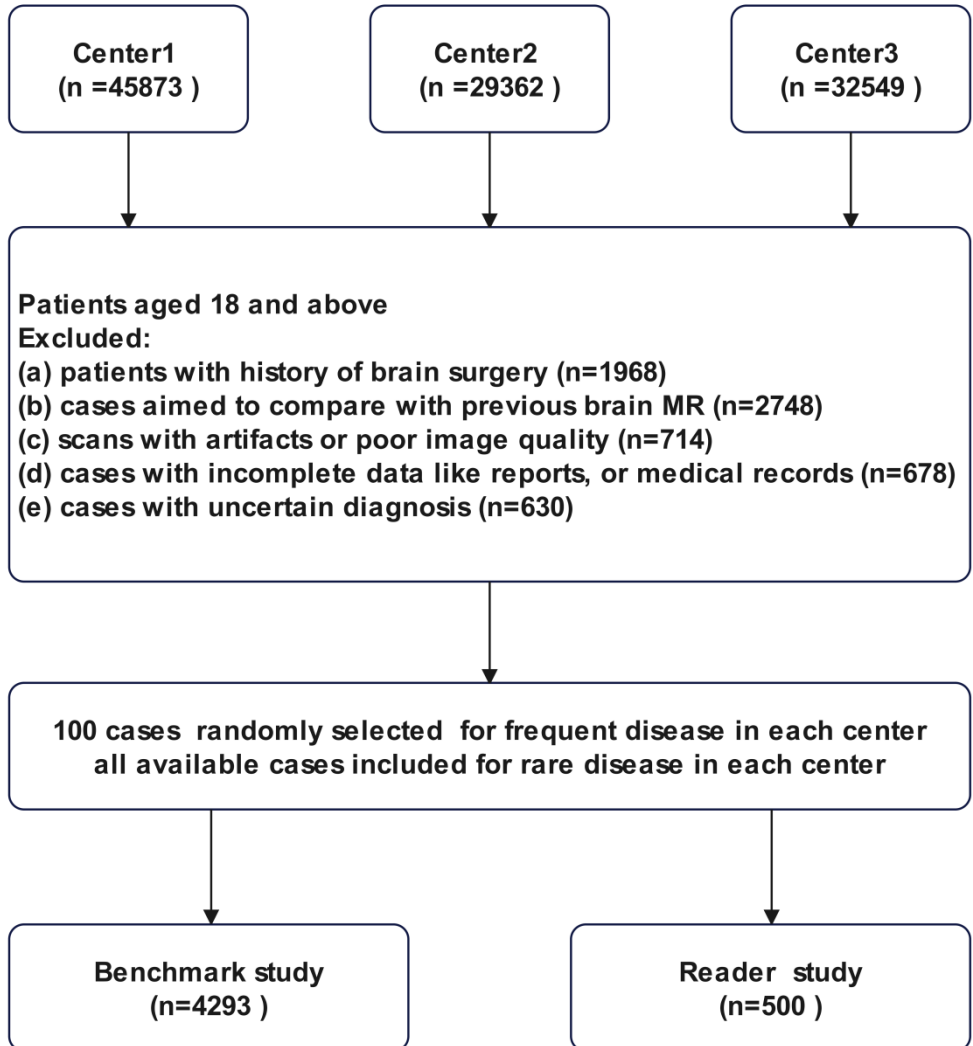 Center1
(n =45873 )
Center2
(n =29362 )
Center3
(n =32549 )
Patients aged 18 and above
Excluded:
(a) patients with history of brain surgery (n=1968)
(b) cases aimed to compare with previous brain MR (n=2748)
(c) scans with artifacts or poor image quality (n=714)
(d) cases with incomplete data like reports, or medical records (n=678)
(e) cases with uncertain diagnosis (n=630)
100 cases randomly selected for frequent disease in each center
all available cases included for rare disease in each center
Benchmark study
(n=4293 )
Reader study
(n=500 )